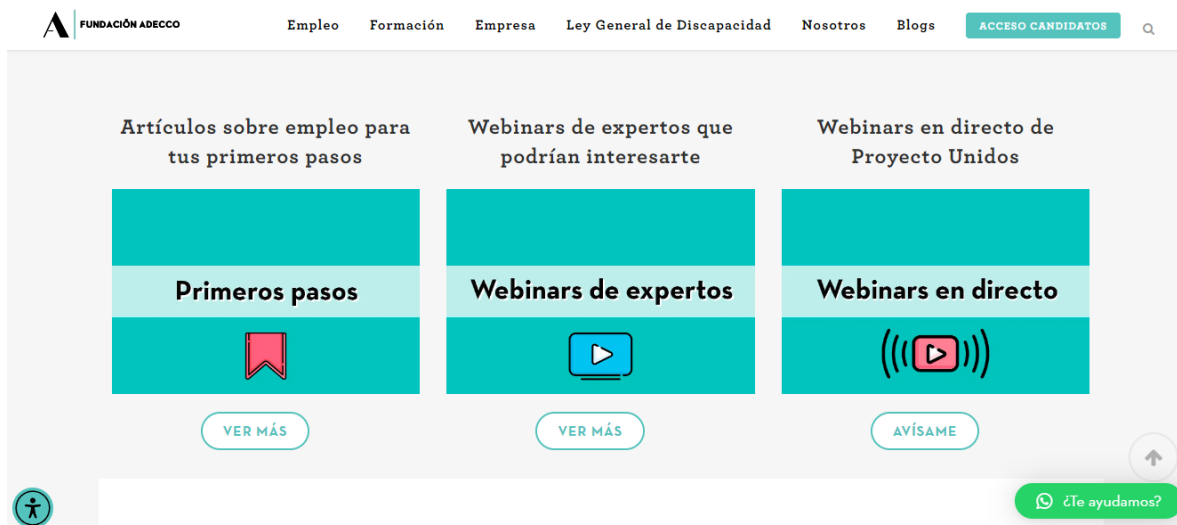 FUNDACIÓN ADECCO
Empleo Formación Empresa Ley General de Discapacidad Nosotros Blogs ACCESO CANDIDATOS
Artículos sobre empleo para
tus primeros pasos
Primeros pasos
VER MÁS
Webinars de expertos que
podrían interesarte
Webinars de expertos
VER MÁS
Webinars en directo de
Proyecto Unidos
Webinars en directo
AVÍSAME
¿Te ayudamos?